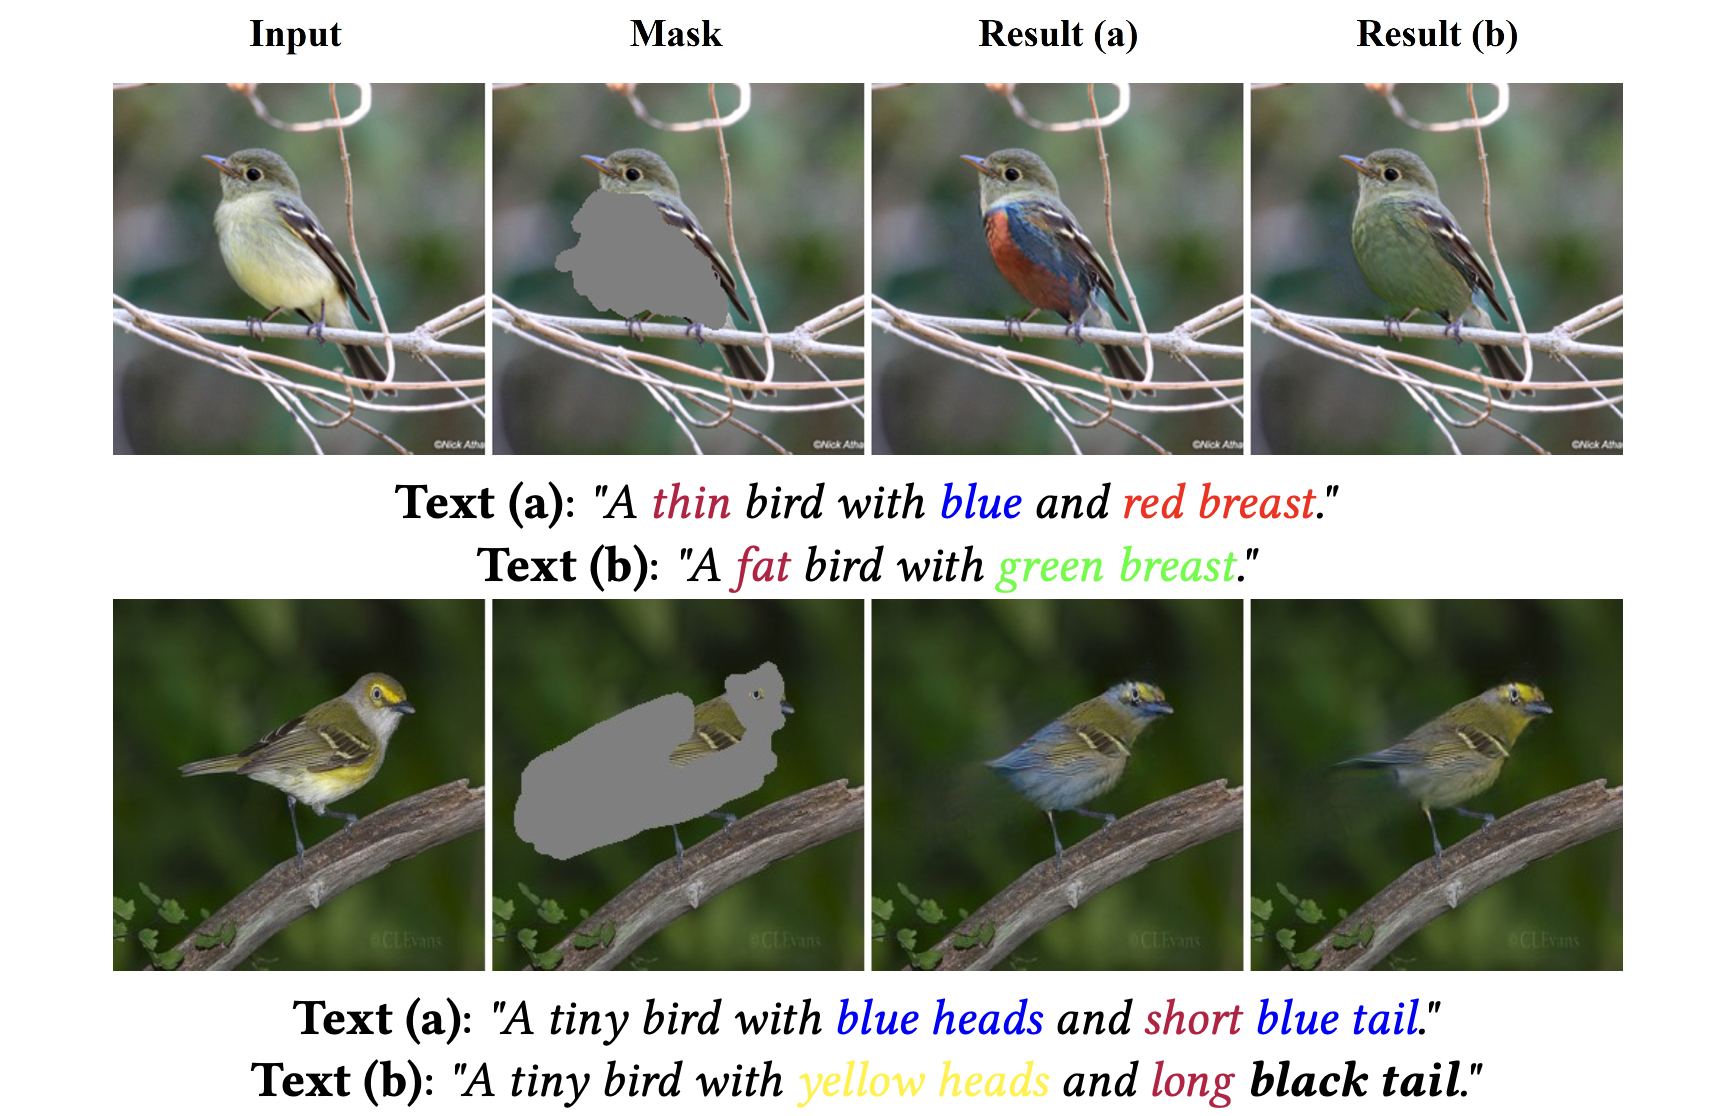 Input Mask Result (a) Result (b)
©Nick Atha ©Nick Atha ©Nick Atha ©Nick Atha
Text (a): "A thin bird with blue and red breast."
Text (b): "A fat bird with green breast."
©CLEvans ©CLEvans ©CLEvans ©CLEvans
Text (a): "A tiny bird with blue heads and short blue tail."
Text (b): "A tiny bird with yellow heads and long black tail."